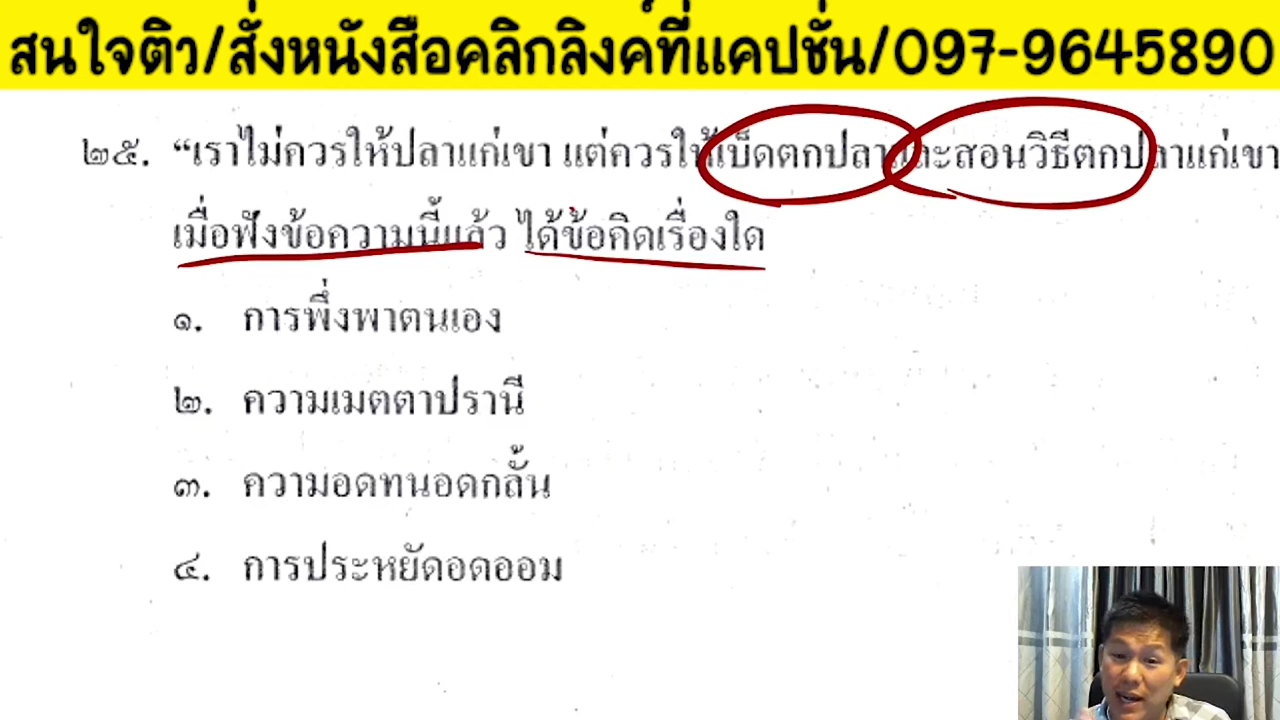 สนใจติว/สั่งหนังสือคลิกลิงค์ที่แคปชั่น/097-9645890
๒๕. “เราไม่ควรให้ปลาแก่เขา แต่ควรให้เบ็ดตกปลาและสอนวิธีตกปลาแก่เขา
เมื่อฟังข้อความนี้แล้ว ได้ข้อคิดเรื่องใด
๑. การพึ่งพาตนเอง
๒. ความเมตตาปรานี
๓. ความอดทนอดกลั้น
๔. การประหยัดอดออม